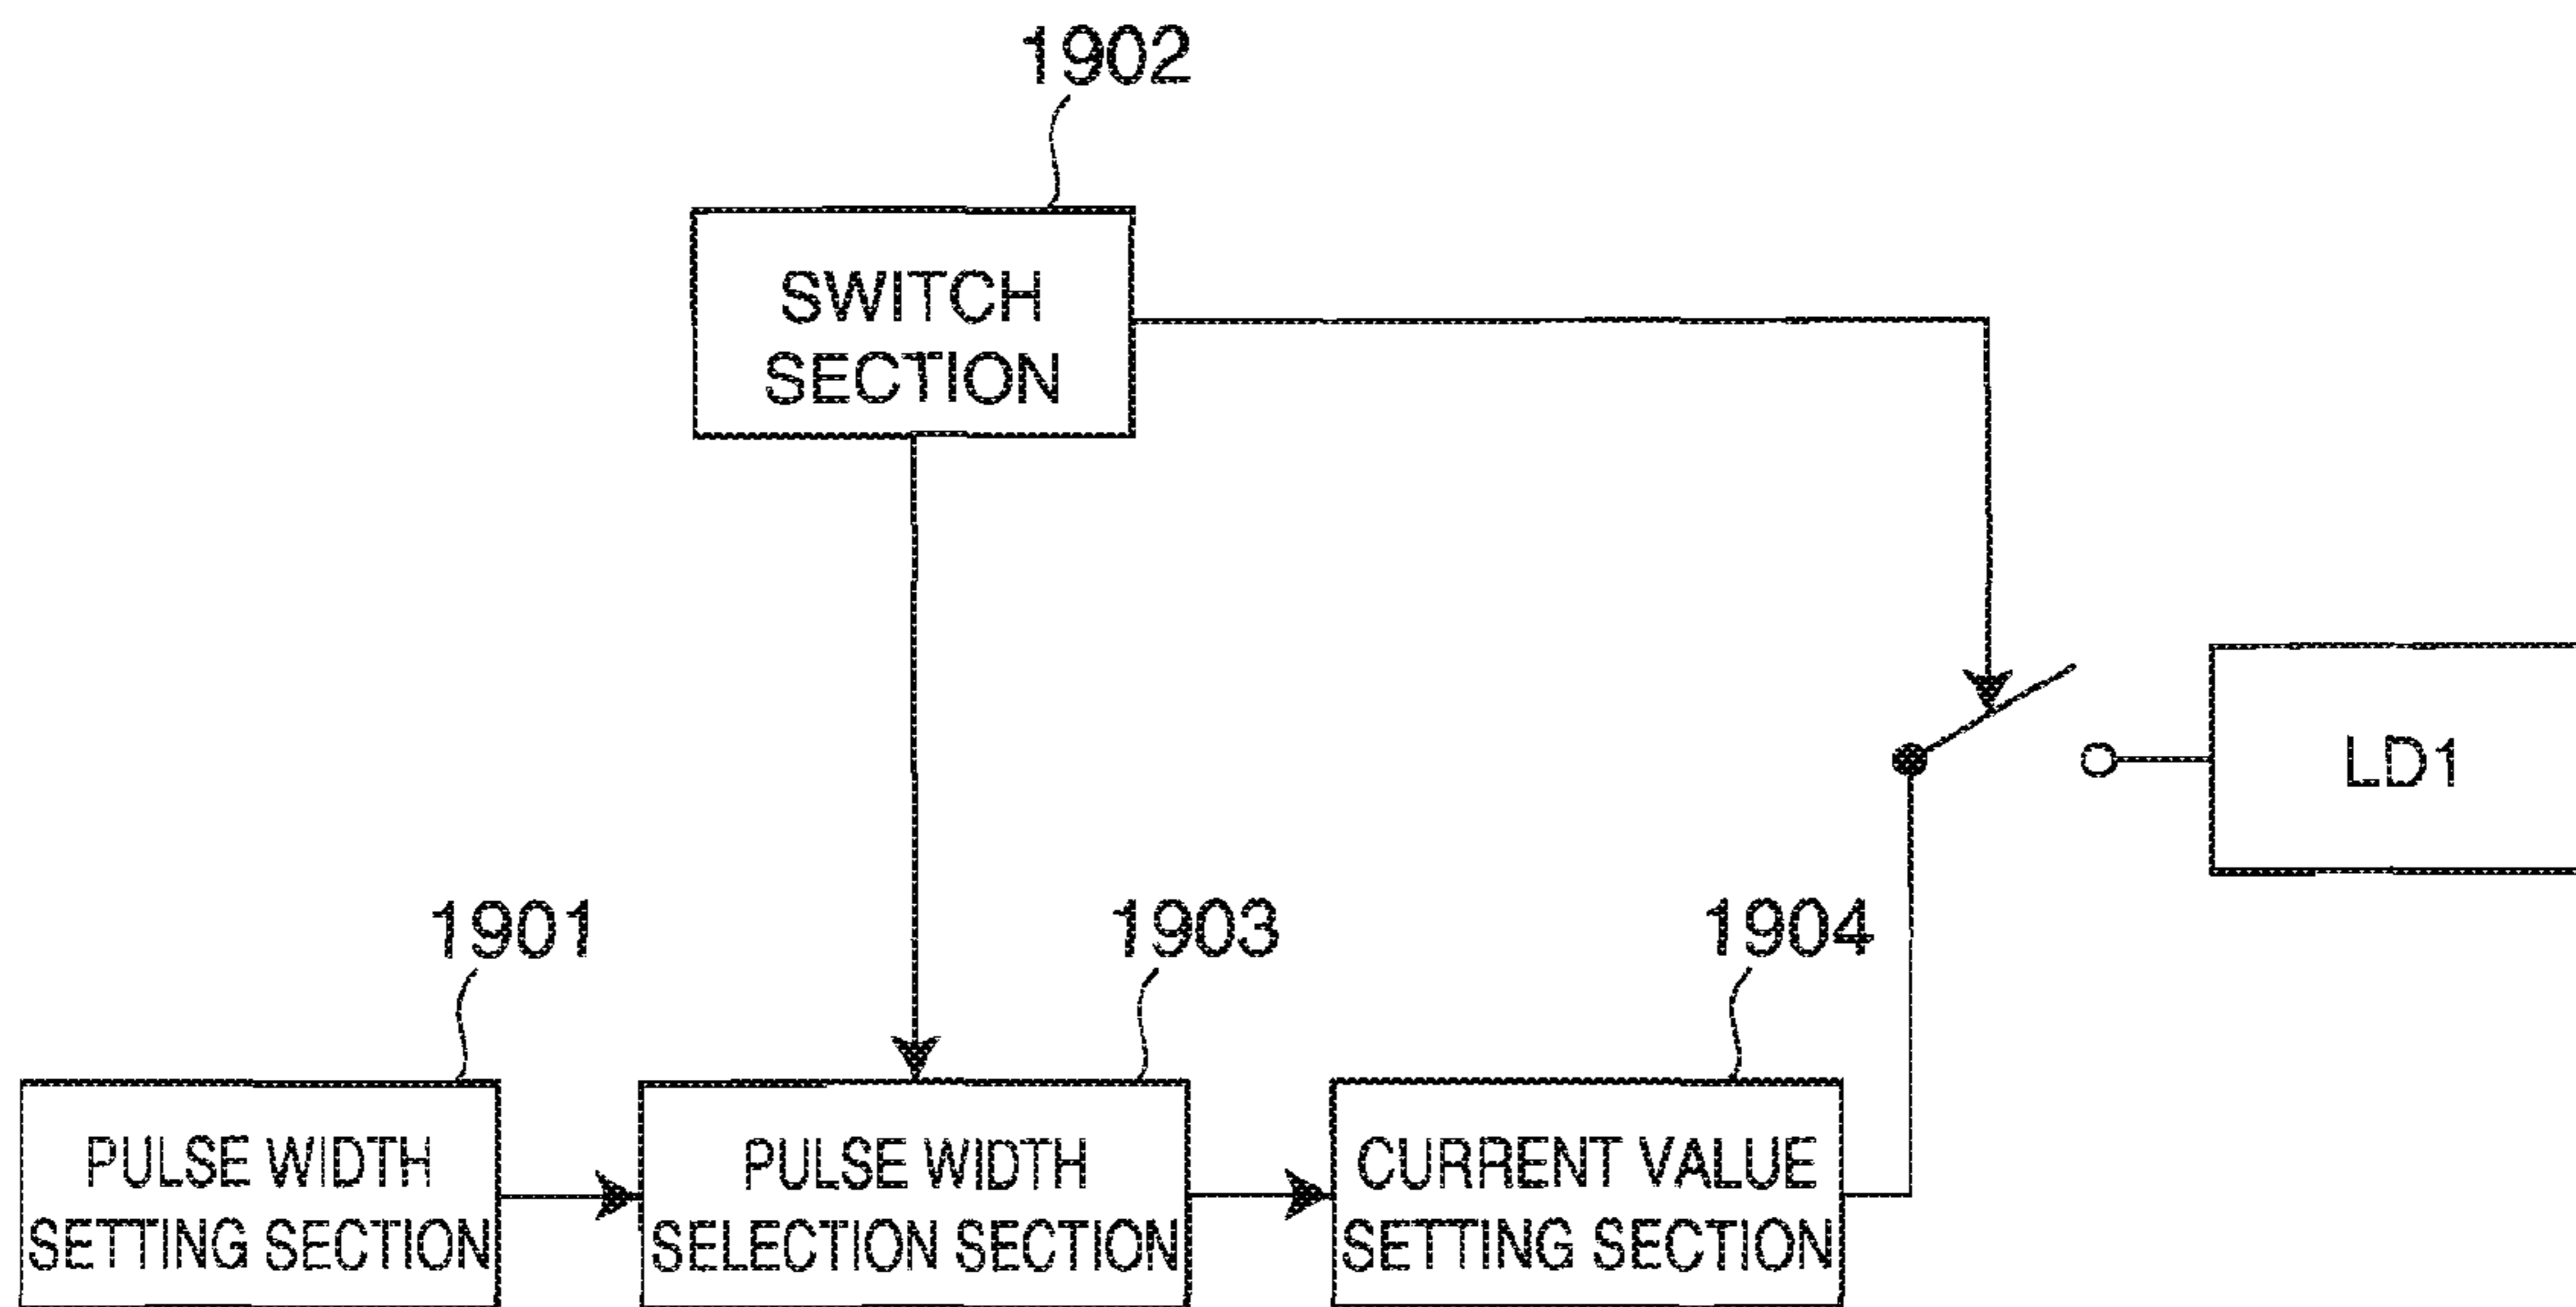 1902
SWITCH
SECTION
LD1
1901
1903
1904
PULSE WIDTH
SETTING SECTION
PULSE WIDTH
SELECTION SECTION
CURRENT VALUE
SETTING SECTION